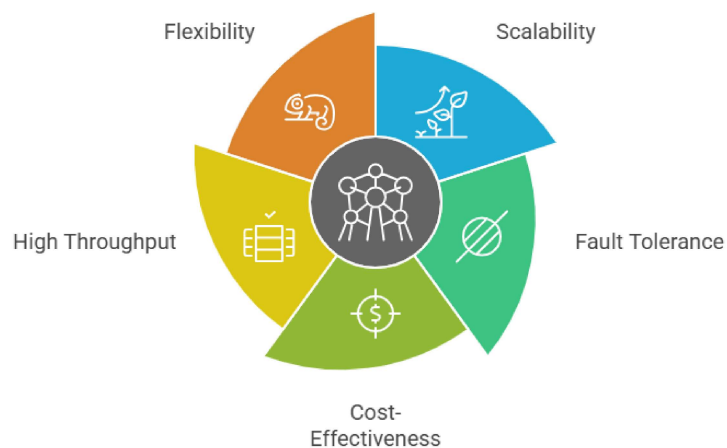 Flexibility
Scalability
High Throughput
Fault Tolerance
Cost-
Effectiveness
$